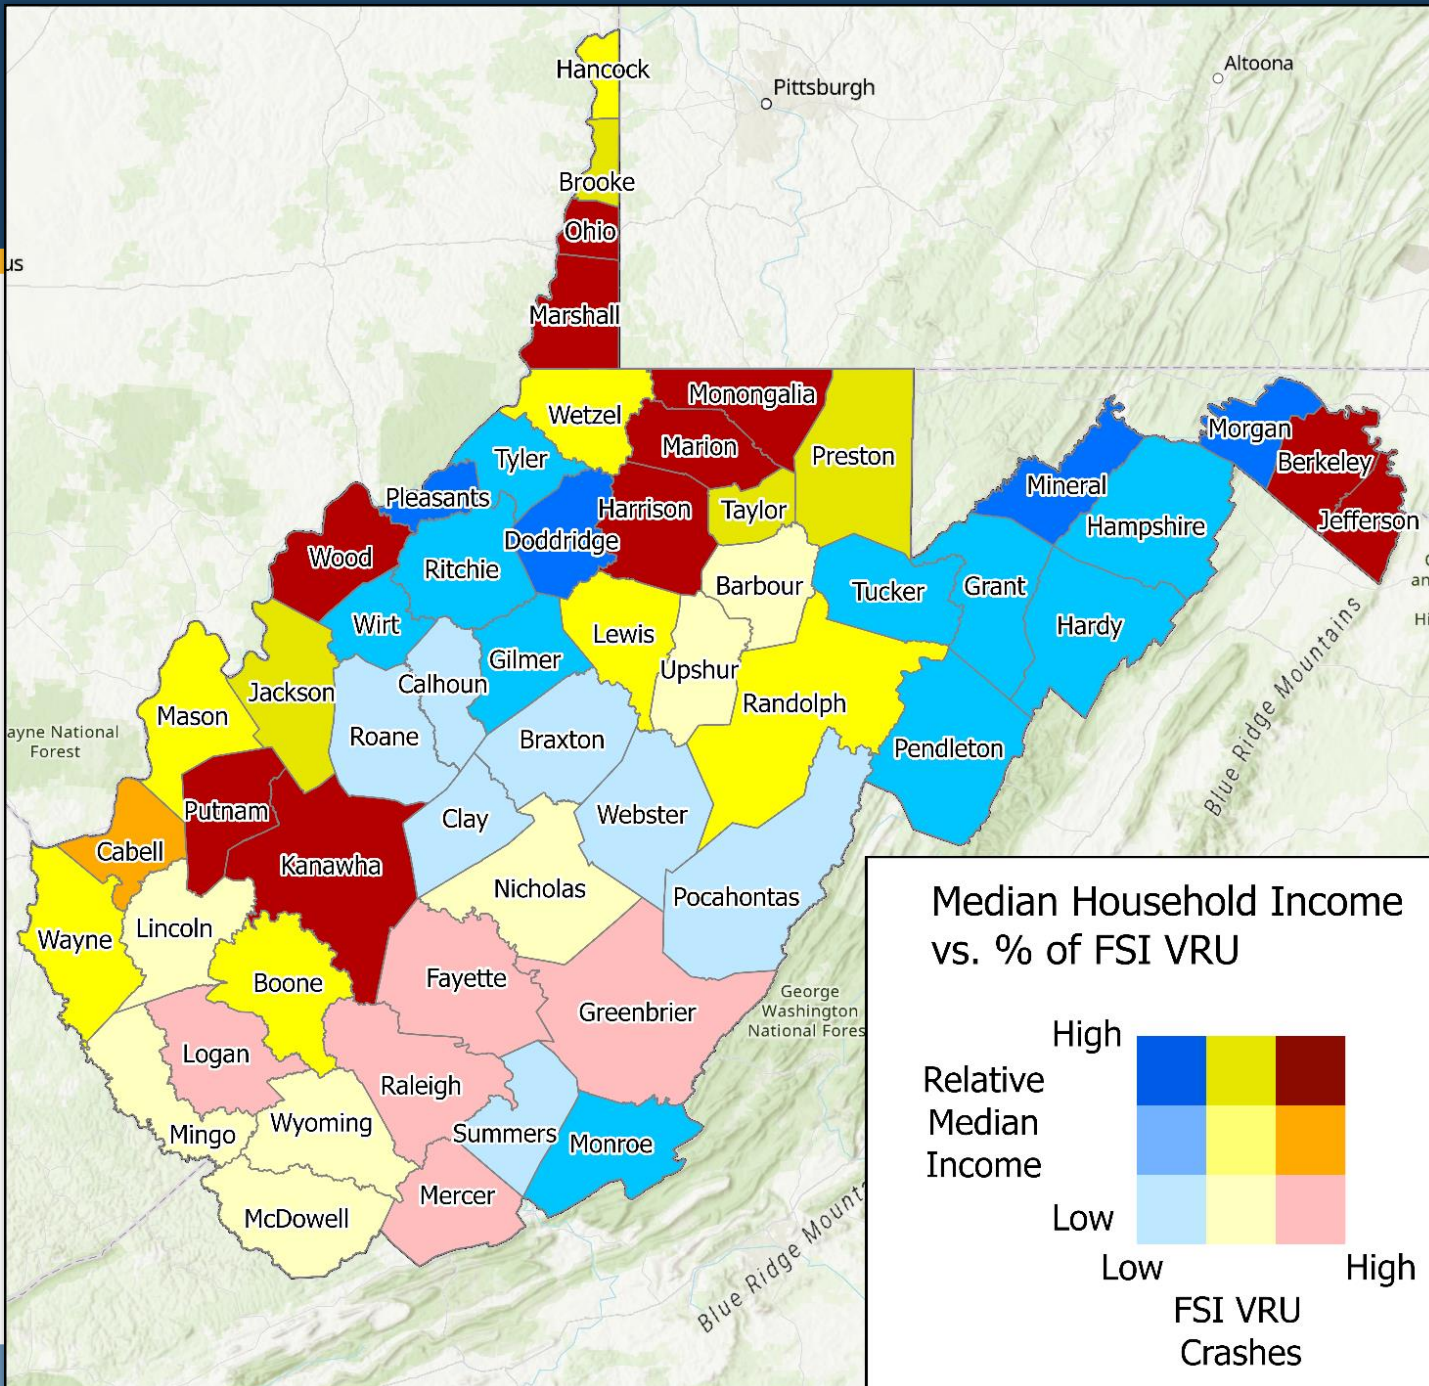 Hancock
Pittsburgh
Altoona
Brooke
Ohio
us
Marshall
Monongalia
Wetzel
Morgan
Marion
Preston
Tyler
Berkeley
Mineral
Pleasants
Harrison
Taylor
Jefferson
Hampshire
Doddridge
Wood
Ritchie
Barbour
Tucker
Grant
an
Hi
Wirt
Lewis
Hardy
Gilmer
Upshur
Calhoun
Jackson
Randolph
Mason
Blue Ridge Mountains
ayne National
Forest
Roane
Braxton
Pendleton
Putnam
Clay
Webster
Cabell
Kanawha
Nicholas
Pocahontas
Lincoln
Wayne
Fayette
Boone
Greenbrier
George
Washington
National Fores
Logan
Raleigh
Wyoming
Mingo
Summers
Monroe
Mercer
McDowell
Blue Ridge Mounta
Median Household Income
vs. % of FSI VRU
High
Relative
Median
Income
Low
Low
High
FSI VRU
Crashes